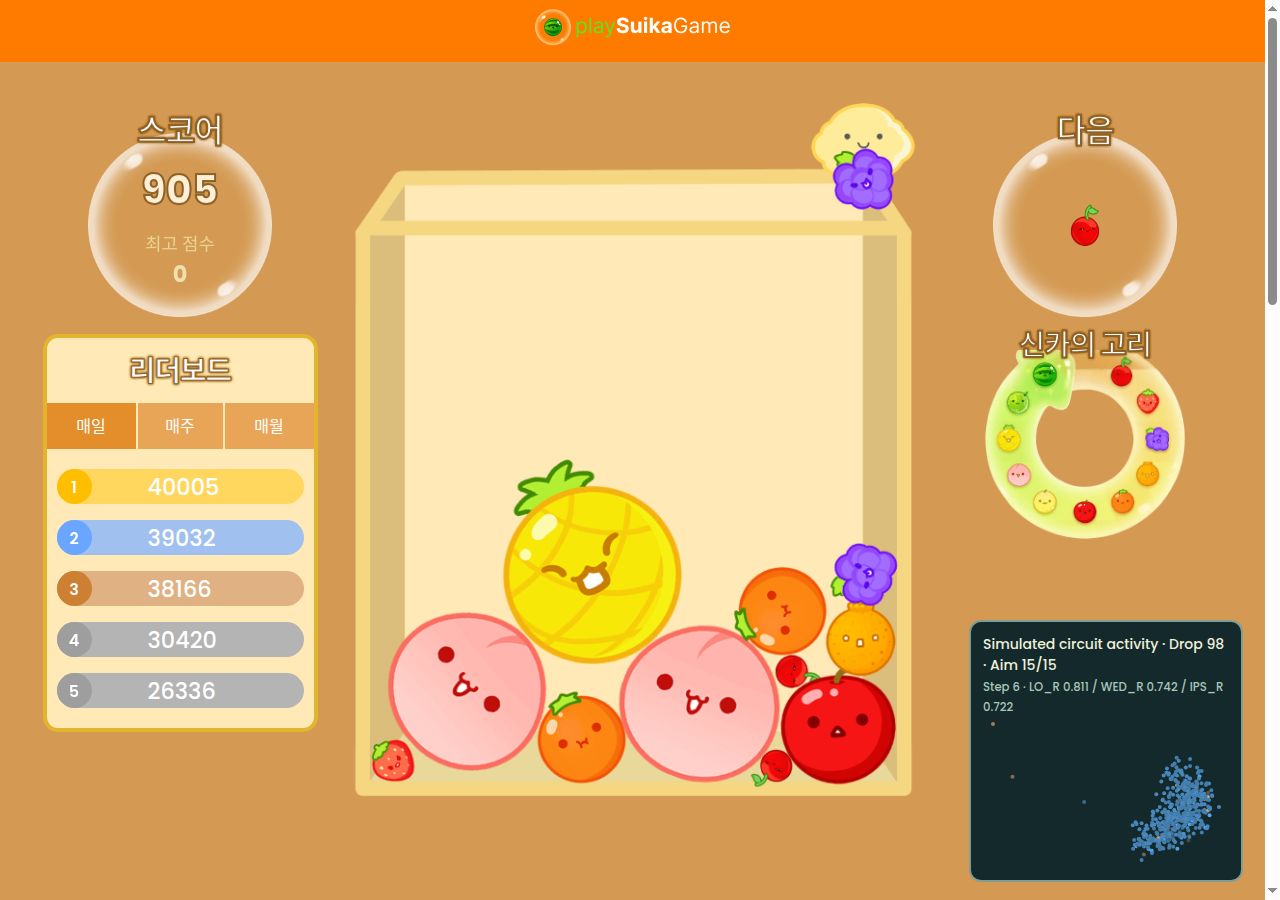 playSuikaGame
스코어
905
최고 점수
0
다음
리더보드
매일 매주 매월
1 40005
2 39032
3 38166
4 30420
5 26336
신카의 고리
Simulated circuit activity · Drop 98
· Aim 15/15
Step 6 · LO_R 0.811 / WED_R 0.742 / IPS_R
0.722